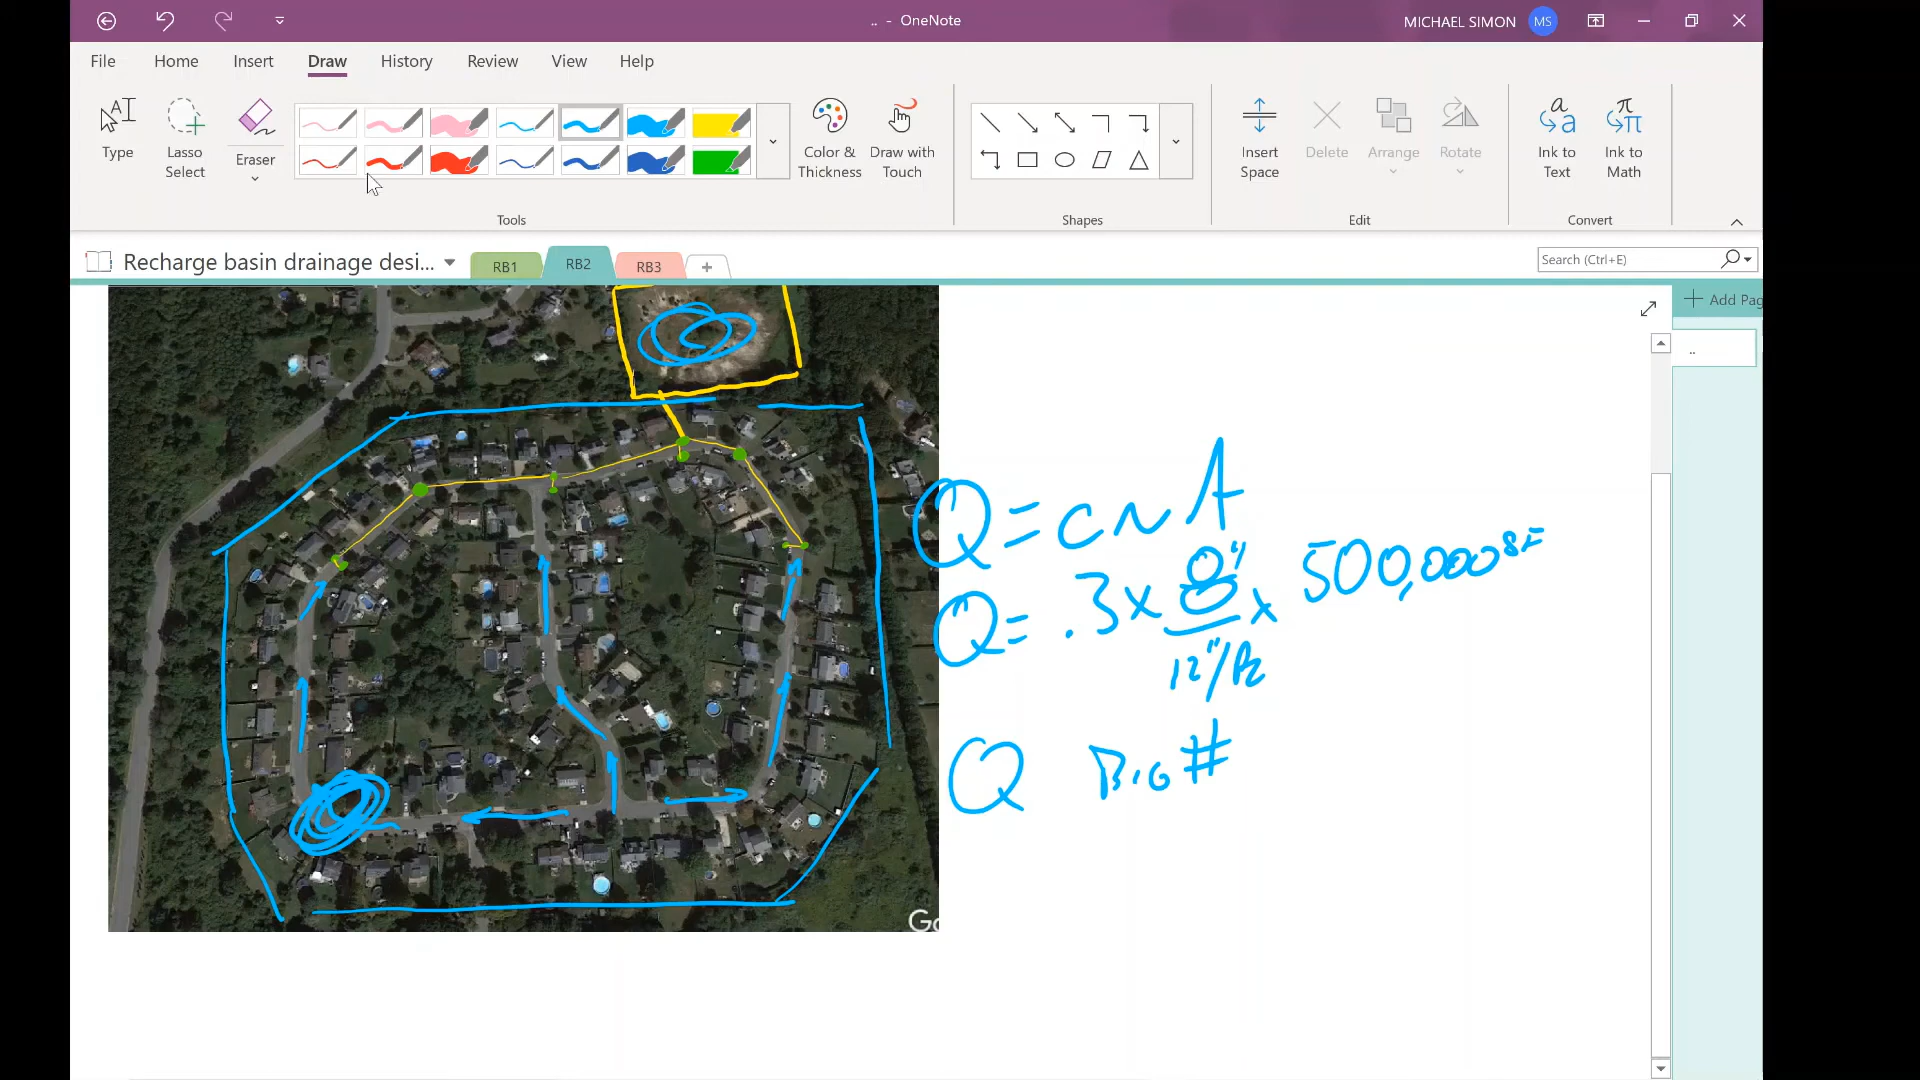 .. - OneNote
MICHAEL SIMON MS
File Home Insert Draw History Review View Help
Type
Lasso Select
Eraser
Color & Thickness
Draw with Touch
Insert Space
Delete
Arrange
Rotate
Ink to Text
Ink to Math
Tools
Shapes
Edit
Convert
Recharge basin drainage desi...
RB1
RB2
RB3
Search (Ctrl+E)
Add Pag
..
Q = C N A
Q = .3 x 8" x 500,000 SF
12"/
Q BIG #
Go